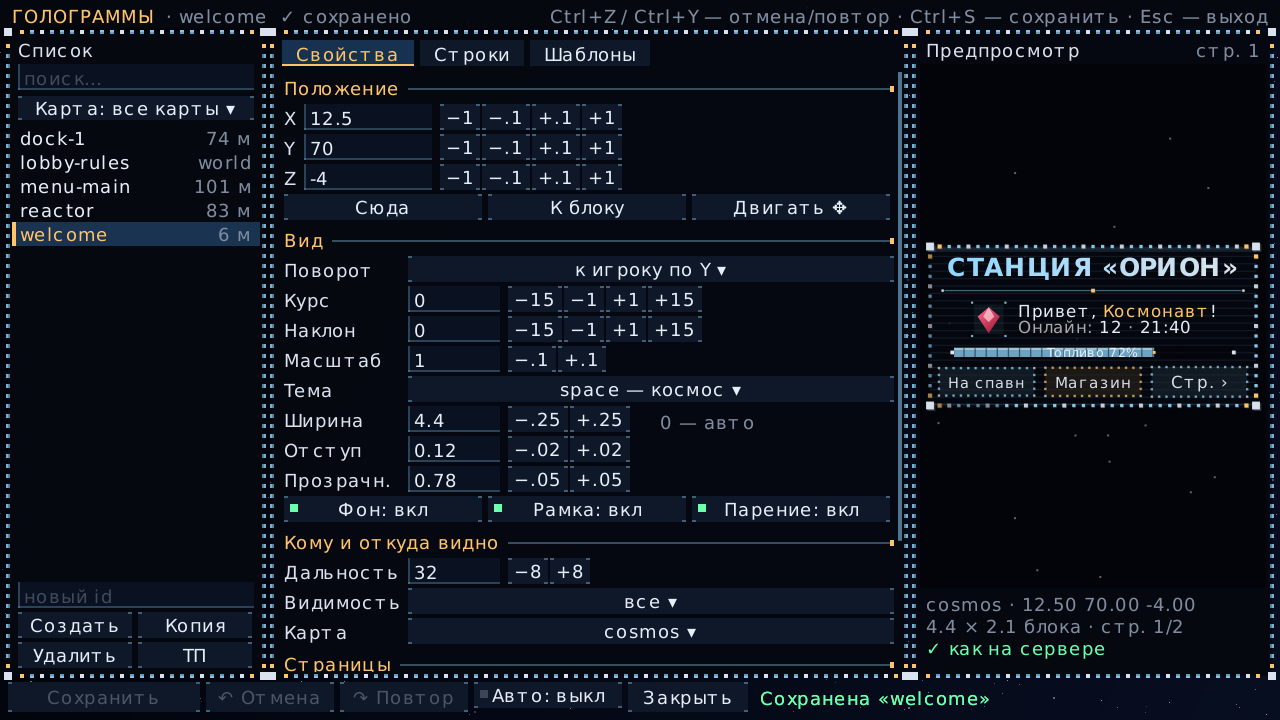 ГОЛОГРАММЫ · welcome ✓ сохранено
Ctrl+Z / Ctrl+Y — отмена/повтор · Ctrl+S — сохранить · Esc — выход
Список
поиск...
Карта: все карты ▾
dock-1 74 м
lobby-rules world
menu-main 101 м
reactor 83 м
welcome 6 м
новый id
Создать Копия
Удалить ТП
Свойства Строки Шаблоны
Положение
X 12.5 −1 −.1 +.1 +1
Y 70 −1 −.1 +.1 +1
Z -4 −1 −.1 +.1 +1
Сюда К блоку Двигать ✥
Вид
Поворот к игроку по Y ▾
Курс 0 −15 −1 +1 +15
Наклон 0 −15 −1 +1 +15
Масштаб 1 −.1 +.1
Тема space — космос ▾
Ширина 4.4 −.25 +.25 0 — авто
Отступ 0.12 −.02 +.02
Прозрачн. 0.78 −.05 +.05
Фон: вкл Рамка: вкл Парение: вкл
Кому и откуда видно
Дальность 32 −8 +8
Видимость все ▾
Карта cosmos ▾
Страницы
Предпросмотр стр. 1
СТАНЦИЯ «ОРИОН»
Привет, Космонавт!
Онлайн: 12 · 21:40
Топливо 72%
На спавн Магазин Стр. ›
cosmos · 12.50 70.00 -4.00
4.4 × 2.1 блока · стр. 1/2
✓ как на сервере
Сохранить ↶ Отмена ↷ Повтор Авто: выкл Закрыть Сохранена «welcome»